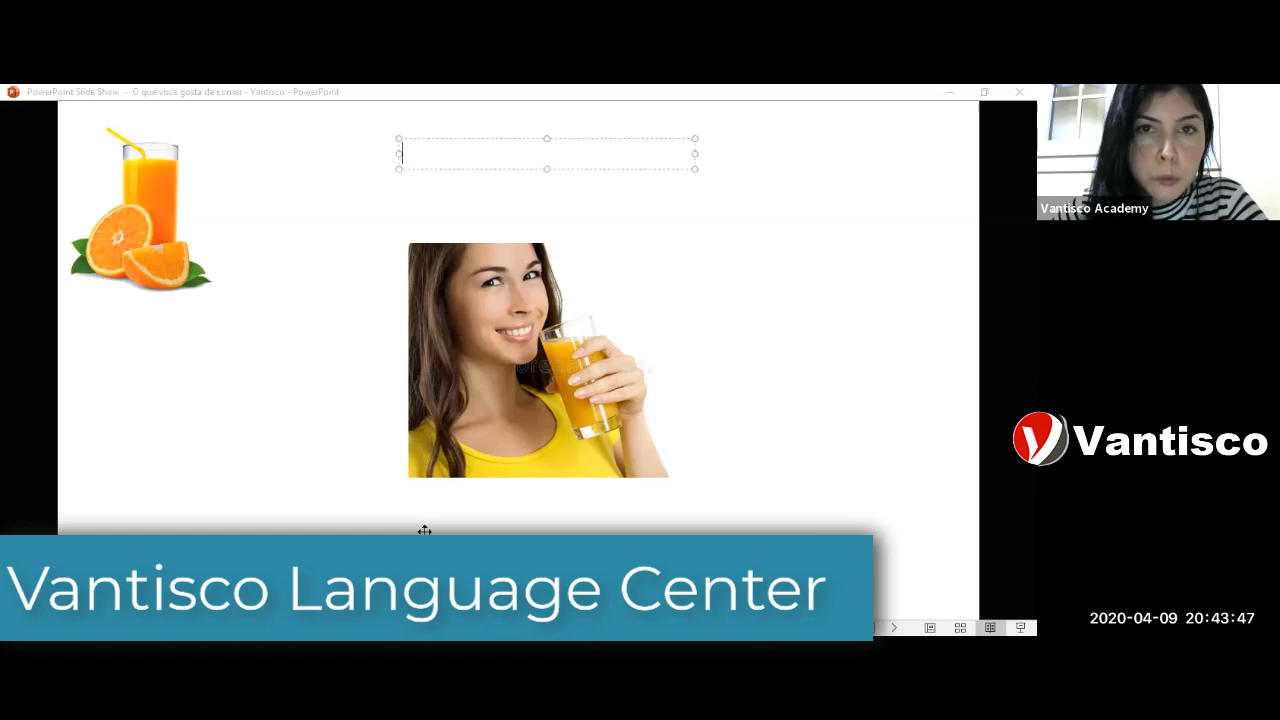 PowerPoint Slide Show - O que voce gosta de comer - Vantisco - PowerPoint
Vantisco Academy
Vantisco
Vantisco Language Center
2020-04-09 20:43:47